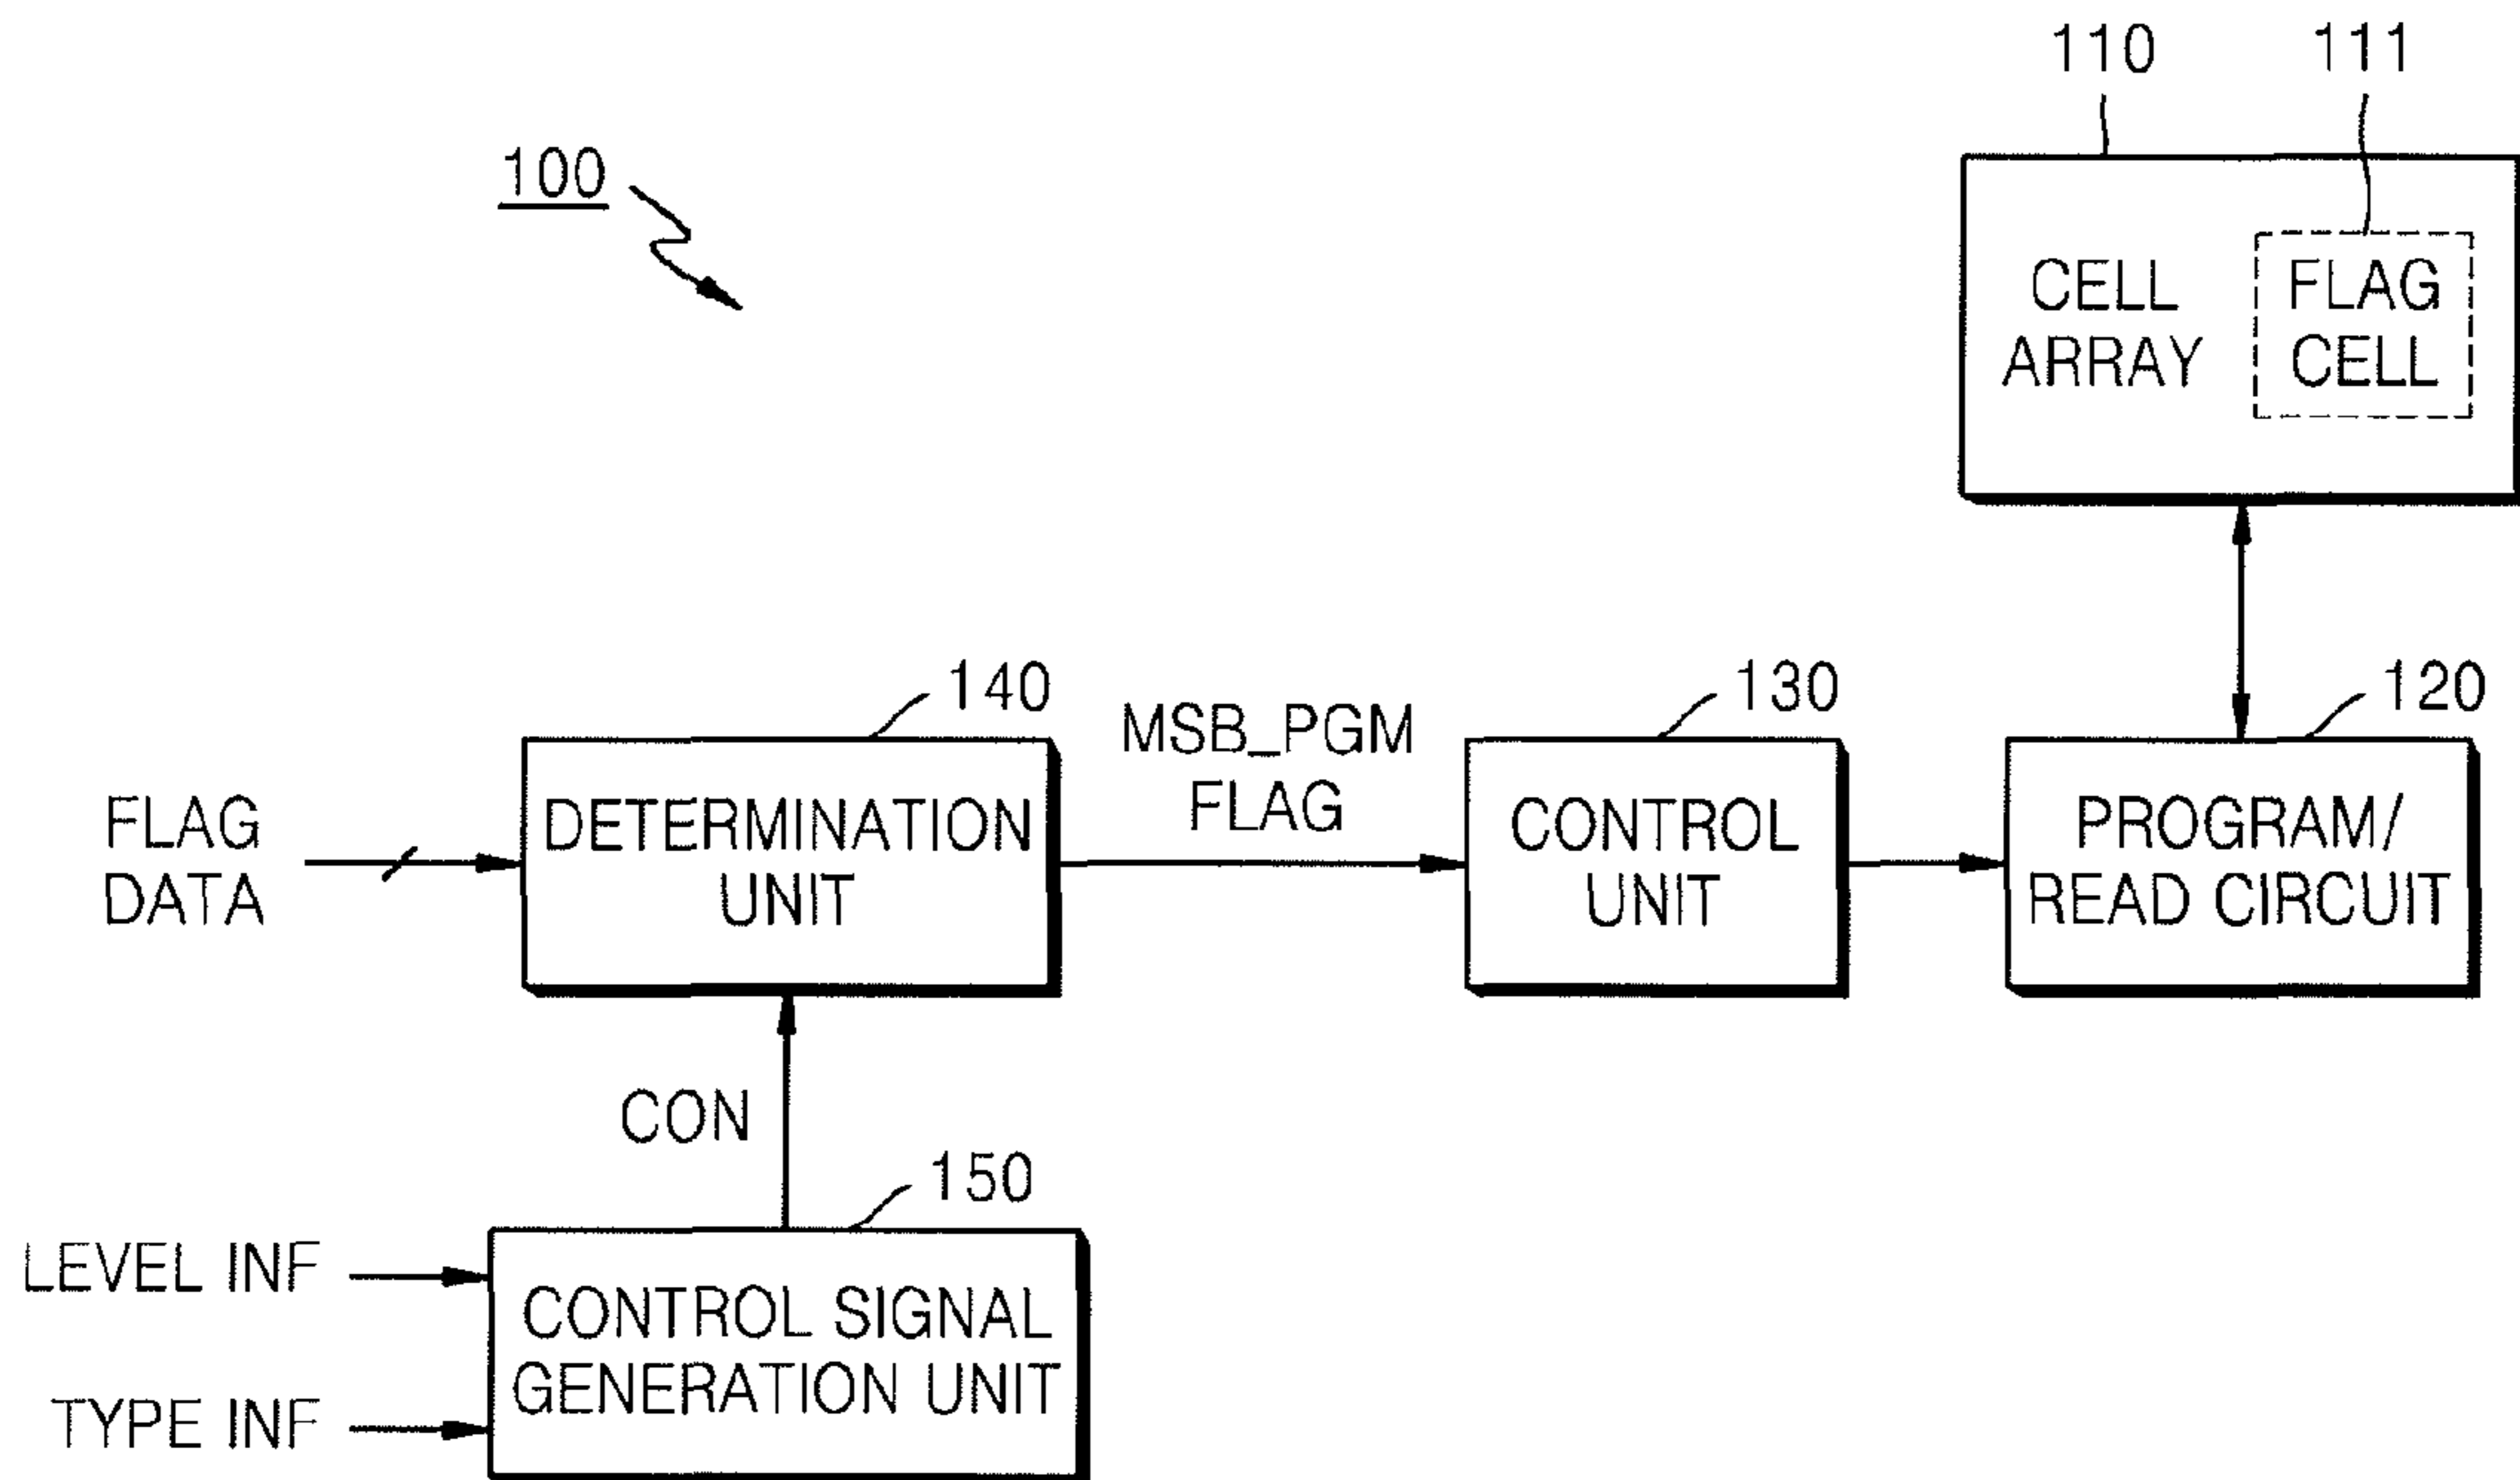 110
111
100
CELL
ARRAY
FLAG
CELL
140
130
120
MSB_PGM
FLAG
FLAG
DATA
DETERMINATION
UNIT
CONTROL
UNIT
PROGRAM/
READ CIRCUIT
CON
150
LEVEL INF
TYPE INF
CONTROL SIGNAL
GENERATION UNIT